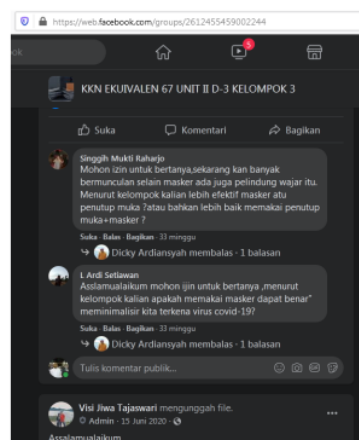 https://web.facebook.com/groups/2612455459002244
ok
5
KKN EKUIVALEN 67 UNIT II D-3 KELOMPOK 3
Suka Komentari Bagikan
Singgih Mukti Raharjo
Mohon izin untuk bertanya,sekarang kan banyak
bermunculan selain masker ada juga pelindung wajar itu.
Menurut kelompok kalian lebih efektif masker atu
penutup muka ?atau bahkan lebih baik memakai penutup
muka+masker ?
Suka · Balas · Bagikan · 33 minggu
Dicky Ardiansyah membalas · 1 balasan
L Ardi Setiawan
Asslamualaikum mohon ijin untuk bertanya ,menurut
kelompok kalian apakah memakai masker dapat benar"
meminimalisir kita terkena virus covid-19?
Suka · Balas · Bagikan · 33 minggu
Dicky Ardiansyah membalas · 1 balasan
Tulis komentar publik...
GIF
Visi Jiwa Tajaswari mengunggah file.
Admin · 15 Juni 2020
Assalamualaikum